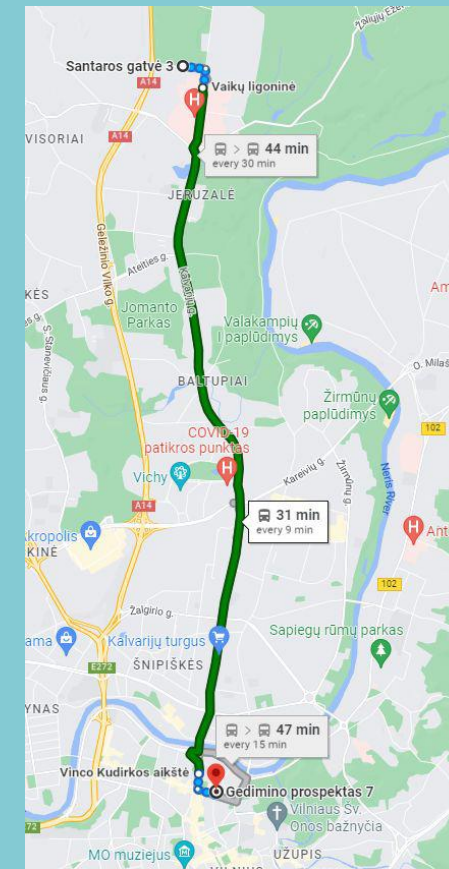 Žaliųjų Ežer
Santaros gatvė 3
A14
Vaikų ligoninė
H
VISORIAI
A14
44 min
every 30 min
JERUZALĖ
Geležinio Vilko g.
Ateities g.
Kalvarijų g.
KĖS
S. Stanevičiaus g.
Jomanto
Parkas
Valakampių
I paplūdimys
BALTUPIAI
O. Milaš
Žirmūnų
paplūdimys
COVID-19
patikros punktas
102
Vichy
H
Kareivių g.
Žirmūnų g.
Neris River
A14
31 min
every 9 min
H
Ant
kropolis
KINĖ
102
Žalgirio g.
Sapiegų rūmų parkas
ama
Kalvarijų turgus
E272
ŠNIPIŠKĖS
YNAS
47 min
every 15 min
Vinco Kudirkos aikštė
Gedimino prospektas 7
272
Vilniaus Šv.
Onos bažnyčia
MO muziejus
UŽUPIS